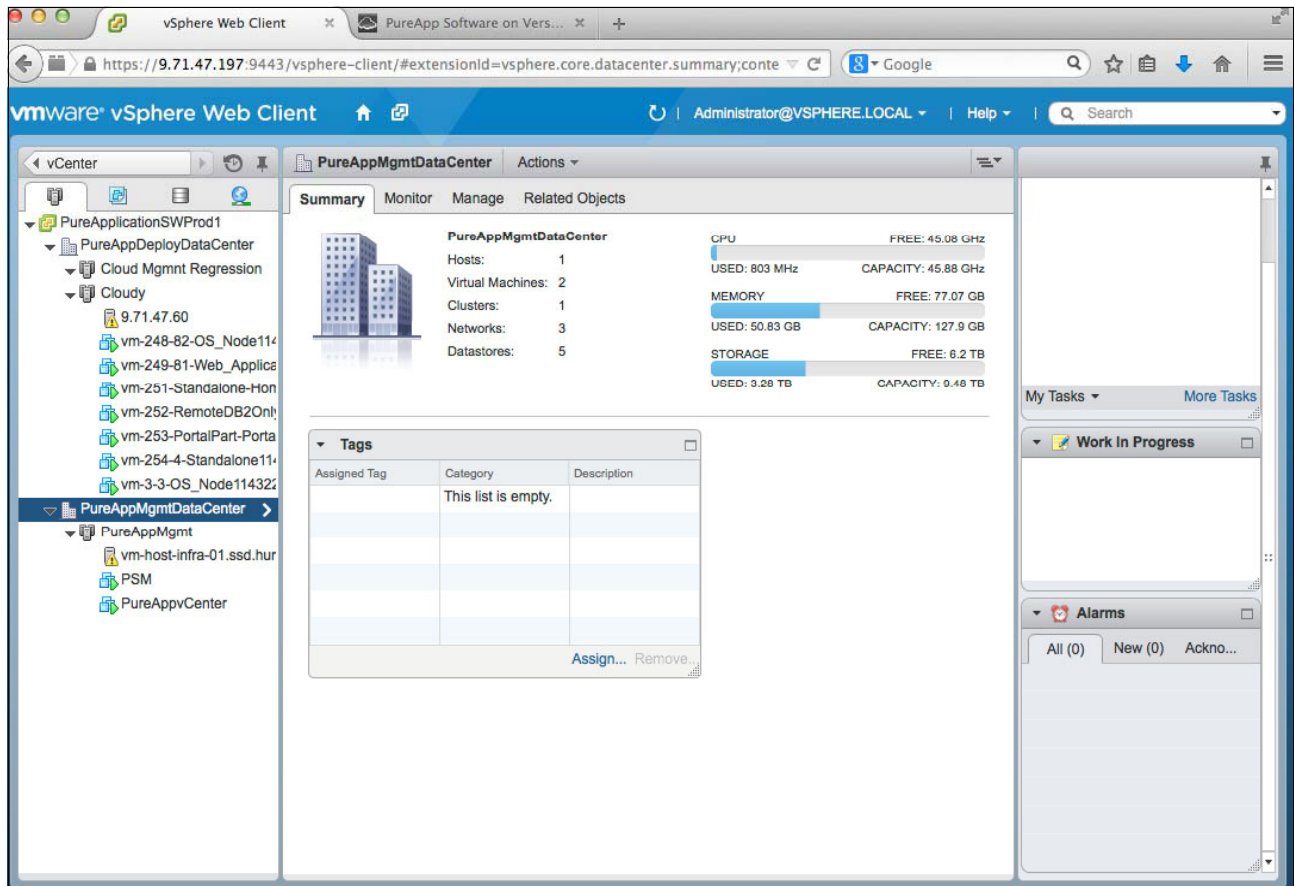 vSphere Web Client
PureApp Software on Vers...
https://9.71.47.197:9443/vsphere-client/#extensionId=vsphere.core.datacenter.summary;conte
Google
vmware® vSphere Web Client
Administrator@VSPHERE.LOCAL
Help
Search
vCenter
PureApplicationSWProd1
PureAppDeployDataCenter
Cloud Mgmnt Regression
Cloudy
9.71.47.60
vm-248-82-OS_Node114
vm-249-81-Web_Applica
vm-251-Standalone-Hon
vm-252-RemoteDB2Only
vm-253-PortalPart-Porta
vm-254-4-Standalone114
vm-3-3-OS_Node114322
PureAppMgmtDataCenter
PureAppMgmt
vm-host-infra-01.ssd.hur
PSM
PureAppvCenter
PureAppMgmtDataCenter Actions
Summary Monitor Manage Related Objects
PureAppMgmtDataCenter
Hosts: 1
Virtual Machines: 2
Clusters: 1
Networks: 3
Datastores: 5
CPU FREE: 45.08 GHz
USED: 803 MHz CAPACITY: 45.88 GHz
MEMORY FREE: 77.07 GB
USED: 50.83 GB CAPACITY: 127.9 GB
STORAGE FREE: 6.2 TB
USED: 3.28 TB CAPACITY: 9.48 TB
Tags
Assigned Tag Category Description
This list is empty.
Assign... Remove...
My Tasks More Tasks
Work In Progress
Alarms
All (0) New (0) Ackno...